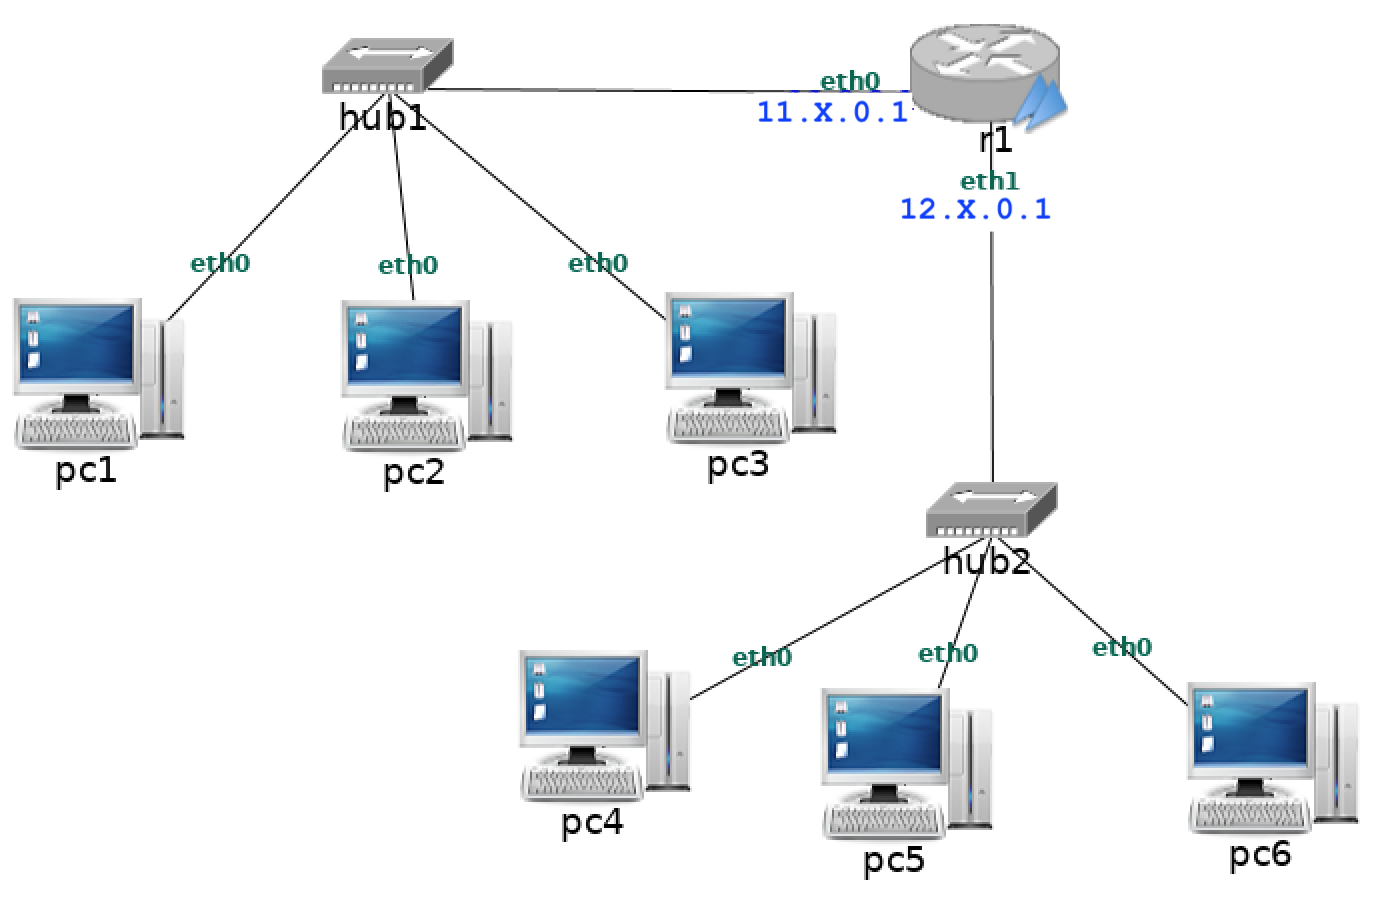 eth0
11.X.0.1
hub1
r1
eth1
12.X.0.1
eth0
eth0
eth0
pc1
pc2
pc3
hub2
eth0
eth0
eth0
pc4
pc5
pc6